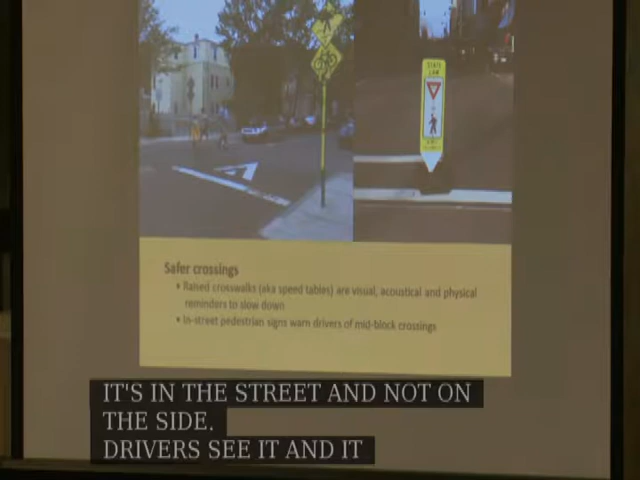 STATE
LAW
Safer crossings
• Raised crosswalks (aka speed tables) are visual, acoustical and physical
reminders to slow down
• In-street pedestrian signs warn drivers of mid-block crossings
IT'S IN THE STREET AND NOT ON
THE SIDE.
DRIVERS SEE IT AND IT